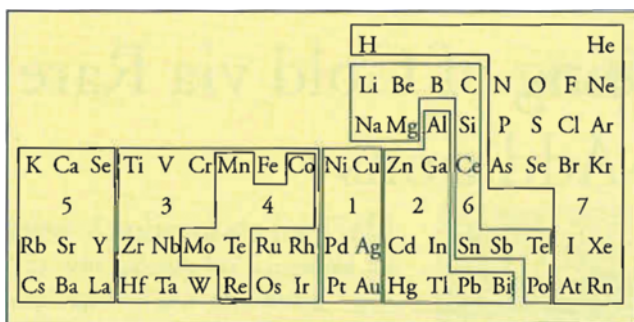 H He
Li Be B C N O F Ne
Na Mg Al Si P S Cl Ar
K Ca Se Ti V Cr Mn Fe Co Ni Cu Zn Ga Ce As Se Br Kr
5 3 4 1 2 6 7
Rb Sr Y Zr Nb Mo Te Ru Rh Pd Ag Cd In Sn Sb Te I Xe
Cs Ba La Hf Ta W Re Os Ir Pt Au Hg Tl Pb Bi Po At Rn